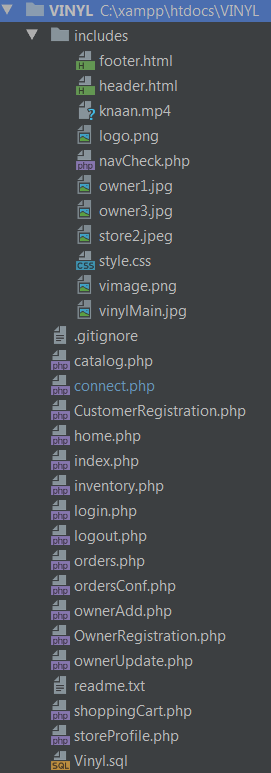 VINYL C:\xampp\htdocs\VINYL
includes
footer.html
header.html
knaan.mp4
logo.png
navCheck.php
owner1.jpg
owner3.jpg
store2.jpeg
style.css
vimage.png
vinylMain.jpg
.gitignore
catalog.php
connect.php
CustomerRegistration.php
home.php
index.php
inventory.php
login.php
logout.php
orders.php
ordersConf.php
ownerAdd.php
OwnerRegistration.php
ownerUpdate.php
readme.txt
shoppingCart.php
storeProfile.php
Vinyl.sql